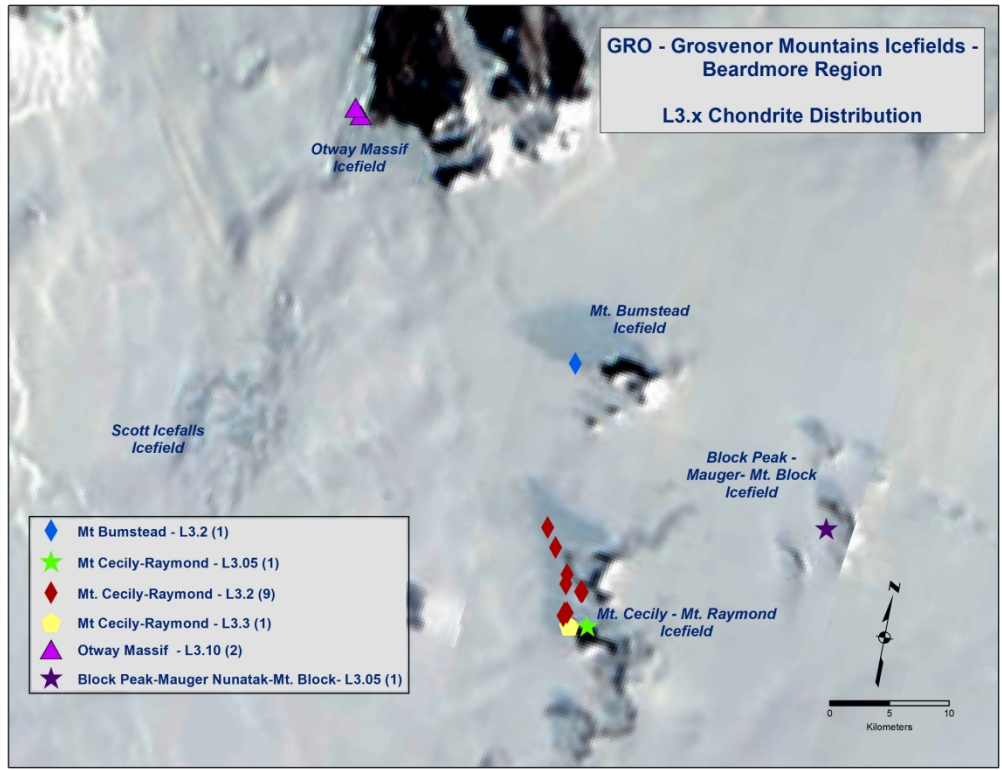 GRO - Grosvenor Mountains Icefields -
Beardmore Region
L3.x Chondrite Distribution
Otway Massif
Icefield
Mt. Bumstead
Icefield
Scott Icefalls
Icefield
Block Peak -
Mauger- Mt. Block
Icefield
Mt Bumstead - L3.2 (1)
Mt Cecily-Raymond - L3.05 (1)
Mt. Cecily-Raymond - L3.2 (9)
Mt Cecily-Raymond - L3.3 (1)
Otway Massif - L3.10 (2)
Block Peak-Mauger Nunatak-Mt. Block- L3.05 (1)
Mt. Cecily - Mt. Raymond
Icefield
N
0 5 10
Kilometers